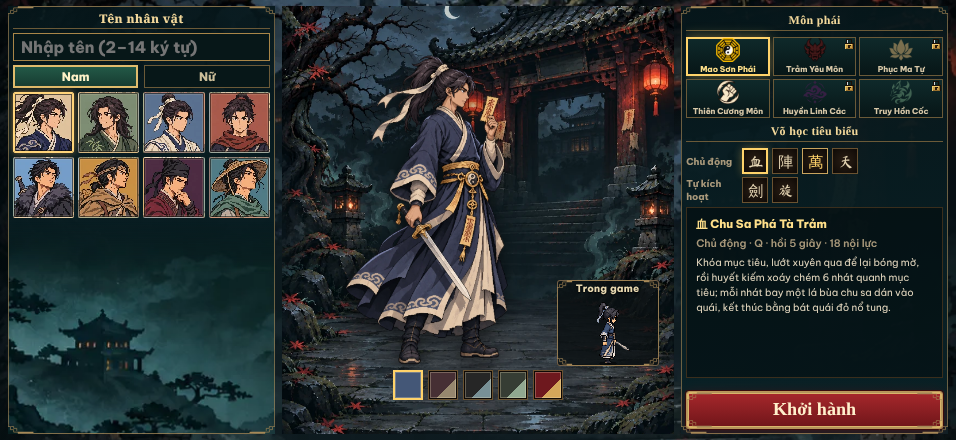 Tên nhân vật
Nhập tên (2–14 ký tự)
Nam
Nữ
Trong game
Môn phái
Mao Sơn Phái
Trảm Yêu Môn
Phục Ma Tự
Thiên Cương Môn
Huyền Linh Các
Truy Hồn Cốc
Võ học tiêu biểu
Chủ động
血 陣 萬 天
Tự kích
hoạt
劍 旋
血 Chu Sa Phá Tà Trảm
Chủ động · Q · hồi 5 giây · 18 nội lực
Khóa mục tiêu, lướt xuyên qua để lại bóng mờ,
rồi huyết kiếm xoáy chém 6 nhát quanh mục
tiêu; mỗi nhát bay một lá bùa chu sa dán vào
quái, kết thúc bằng bát quái đỏ nổ tung.
Khởi hành